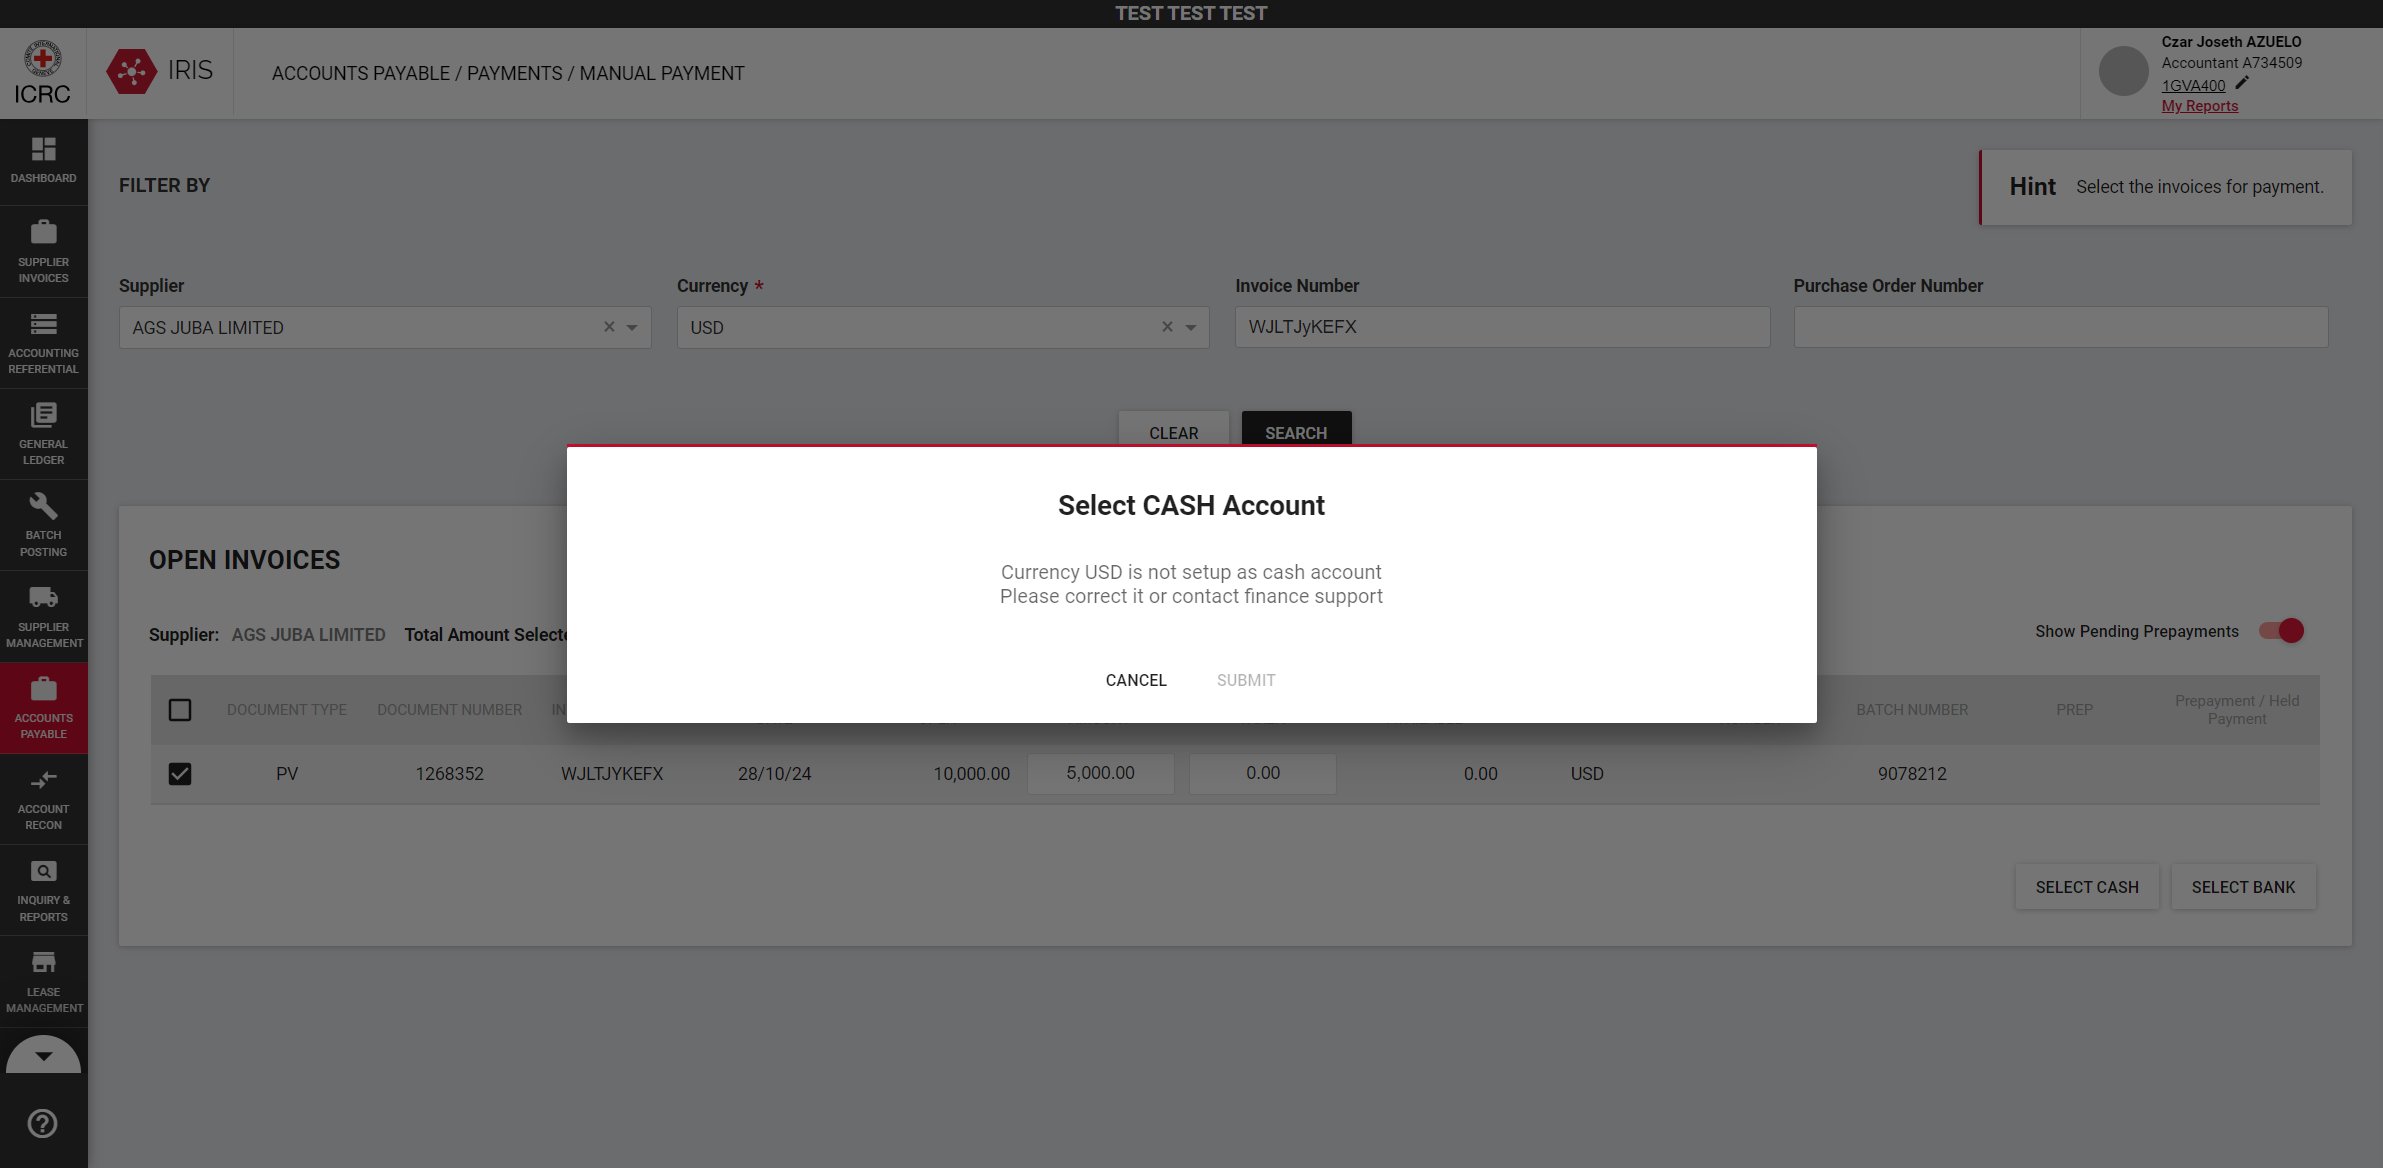 TEST TEST TEST
ICRC
IRIS
ACCOUNTS PAYABLE / PAYMENTS / MANUAL PAYMENT
Czar Joseth AZUELO
Accountant A734509
1GVA400
My Reports
DASHBOARD
SUPPLIER
INVOICES
ACCOUNTING
REFERENTIAL
GENERAL
LEDGER
BATCH
POSTING
SUPPLIER
MANAGEMENT
ACCOUNTS
PAYABLE
ACCOUNT
RECON
INQUIRY &
REPORTS
LEASE
MANAGEMENT
FILTER BY
Hint Select the invoices for payment.
Supplier Currency * Invoice Number Purchase Order Number
AGS JUBA LIMITED USD WJLTJyKEFX
CLEAR SEARCH
Select CASH Account
Currency USD is not setup as cash account
Please correct it or contact finance support
CANCEL SUBMIT
OPEN INVOICES
Supplier: AGS JUBA LIMITED Total Amount Selecte
Show Pending Prepayments
DOCUMENT TYPE DOCUMENT NUMBER IN BATCH NUMBER PREP Prepayment / Held
Payment
PV 1268352 WJLTJYKEFX 28/10/24 10,000.00 5,000.00 0.00 0.00 USD 9078212
SELECT CASH SELECT BANK